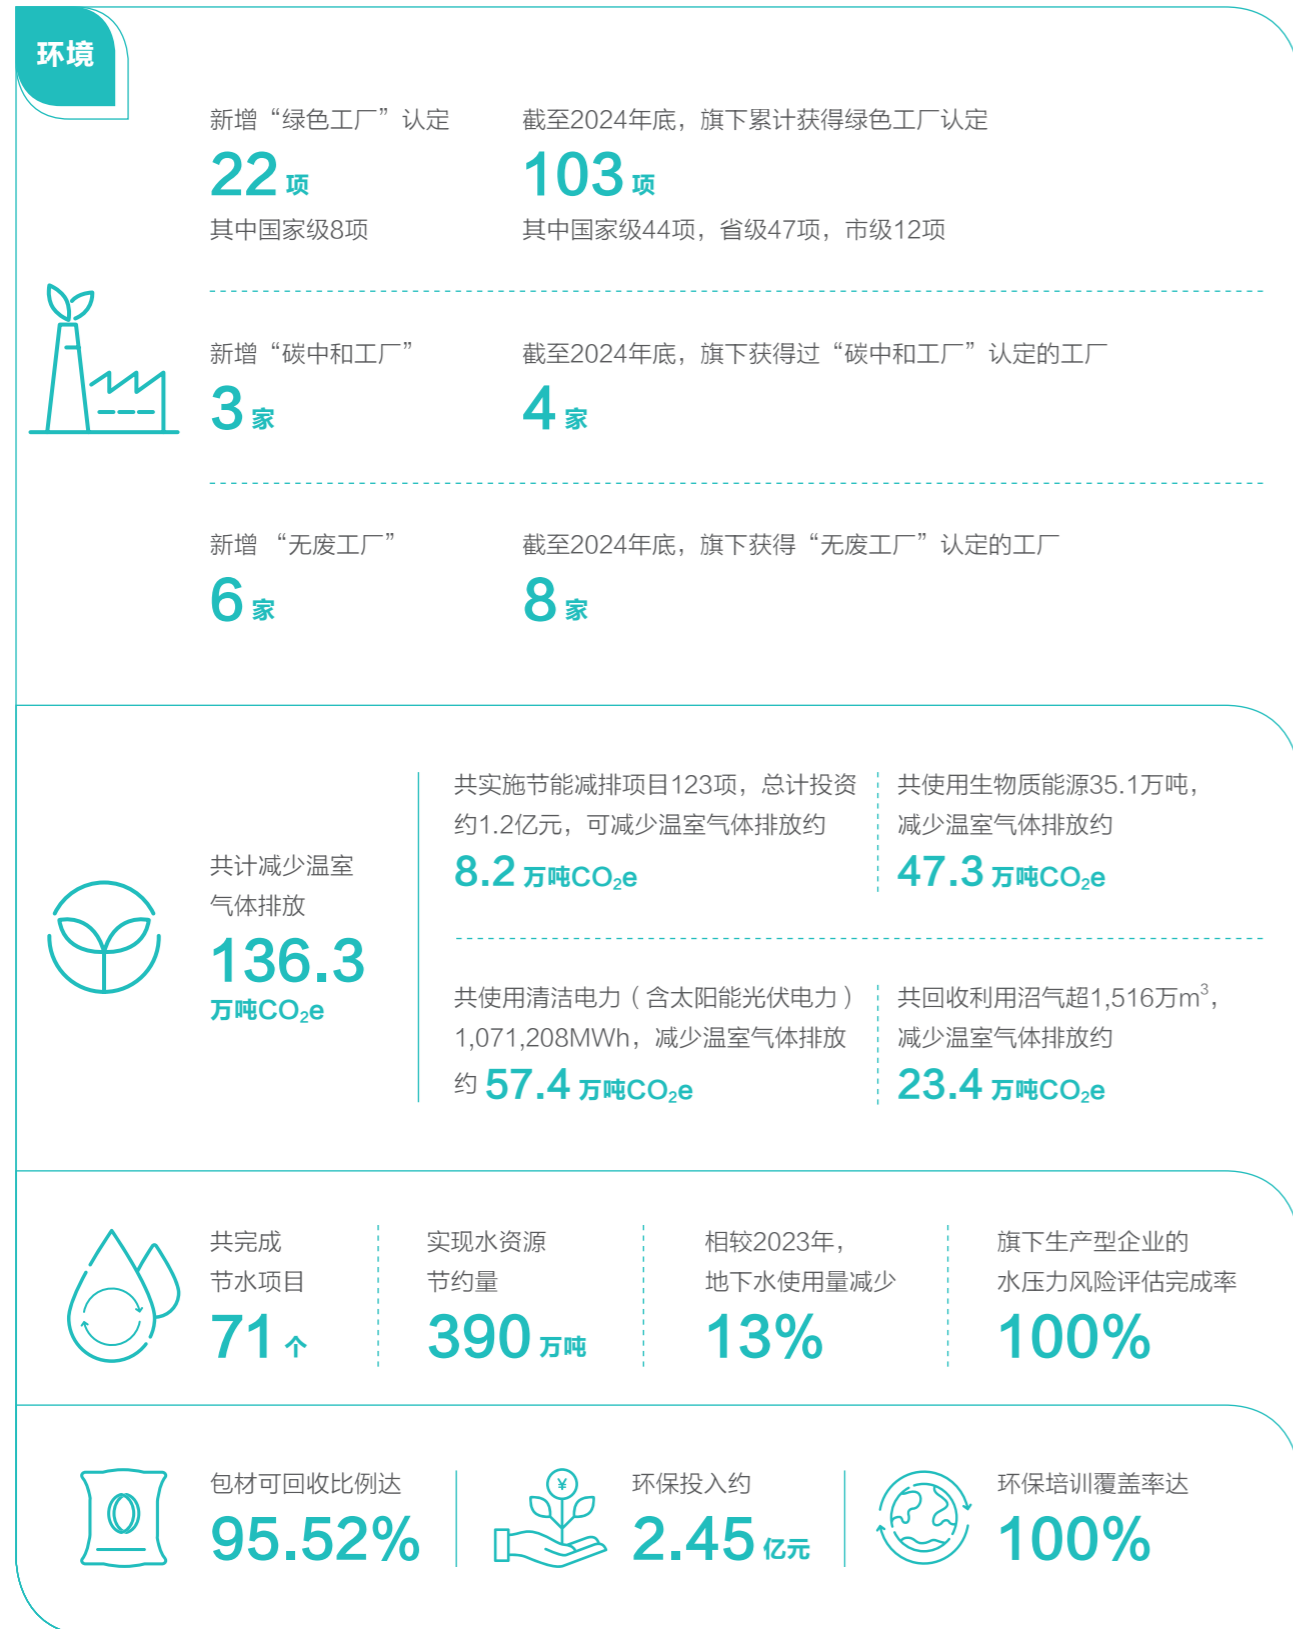 环境
新增“绿色工厂”认定
22 项
其中国家级8项
截至2024年底，旗下累计获得绿色工厂认定
103 项
其中国家级44项，省级47项，市级12项
新增“碳中和工厂”
3 家
截至2024年底，旗下获得过“碳中和工厂”认定的工厂
4 家
新增 “无废工厂”
6 家
截至2024年底，旗下获得“无废工厂”认定的工厂
8 家
共计减少温室
气体排放
136.3
万吨CO₂e
共实施节能减排项目123项，总计投资
约1.2亿元，可减少温室气体排放约
8.2 万吨CO₂e
共使用生物质能源35.1万吨，
减少温室气体排放约
47.3 万吨CO₂e
共使用清洁电力（含太阳能光伏电力）
1,071,208MWh，减少温室气体排放
约 57.4 万吨CO₂e
共回收利用沼气超1,516万m³，
减少温室气体排放约
23.4 万吨CO₂e
共完成
节水项目
71 个
实现水资源
节约量
390 万吨
相较2023年，
地下水使用量减少
13%
旗下生产型企业的
水压力风险评估完成率
100%
包材可回收比例达
95.52%
¥
环保投入约
2.45 亿元
环保培训覆盖率达
100%